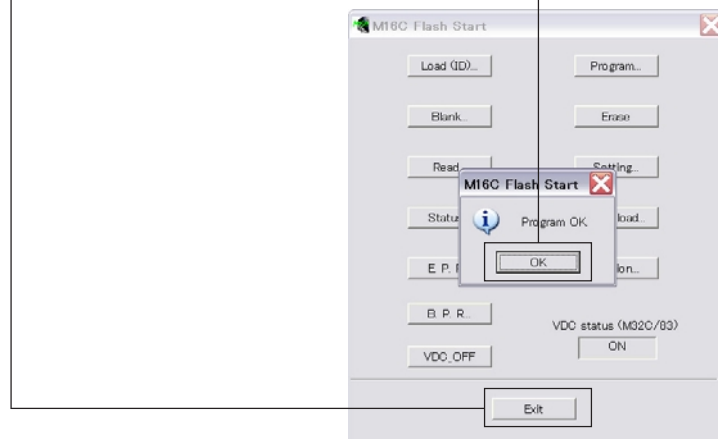 M16C Flash Start
Load (ID)...
Program...
Blank...
Erase
Read
Setting...
M16C Flash Start
Program OK.
OK
E. P.
B. P. R...
VDC_OFF
VDC status (M32C/83)
ON
Exit